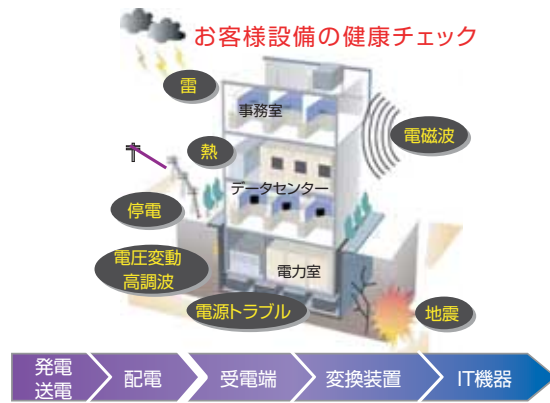 お客様設備の健康チェック
雷
事務室
電磁波
熱
データセンター
停電
電圧変動
高調波
電力室
電源トラブル
地震
発電
送電
配電
受電端
変換装置
IT機器